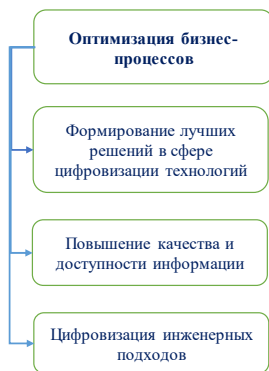 Оптимизация бизнес-
процессов
Формирование лучших
решений в сфере
цифровизации технологий
Повышение качества и
доступности информации
Цифровизация инженерных
подходов